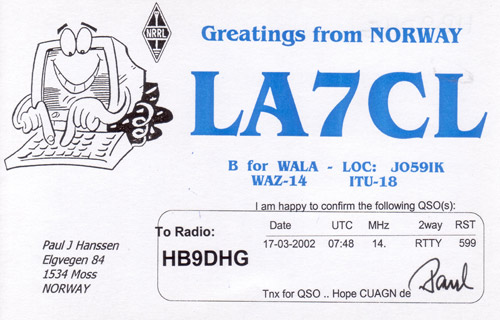 NRRL
Greatings from NORWAY
LA7CL
B for WALA - LOC: JO59IK
WAZ-14 ITU-18
I am happy to confirm the following QSO(s):
To Radio:
HB9DHG
Date UTC MHz 2way RST
17-03-2002 07:48 14. RTTY 599
Paul
Tnx for QSO .. Hope CUAGN de
Paul J Hanssen
Elgvegen 84
1534 Moss
NORWAY